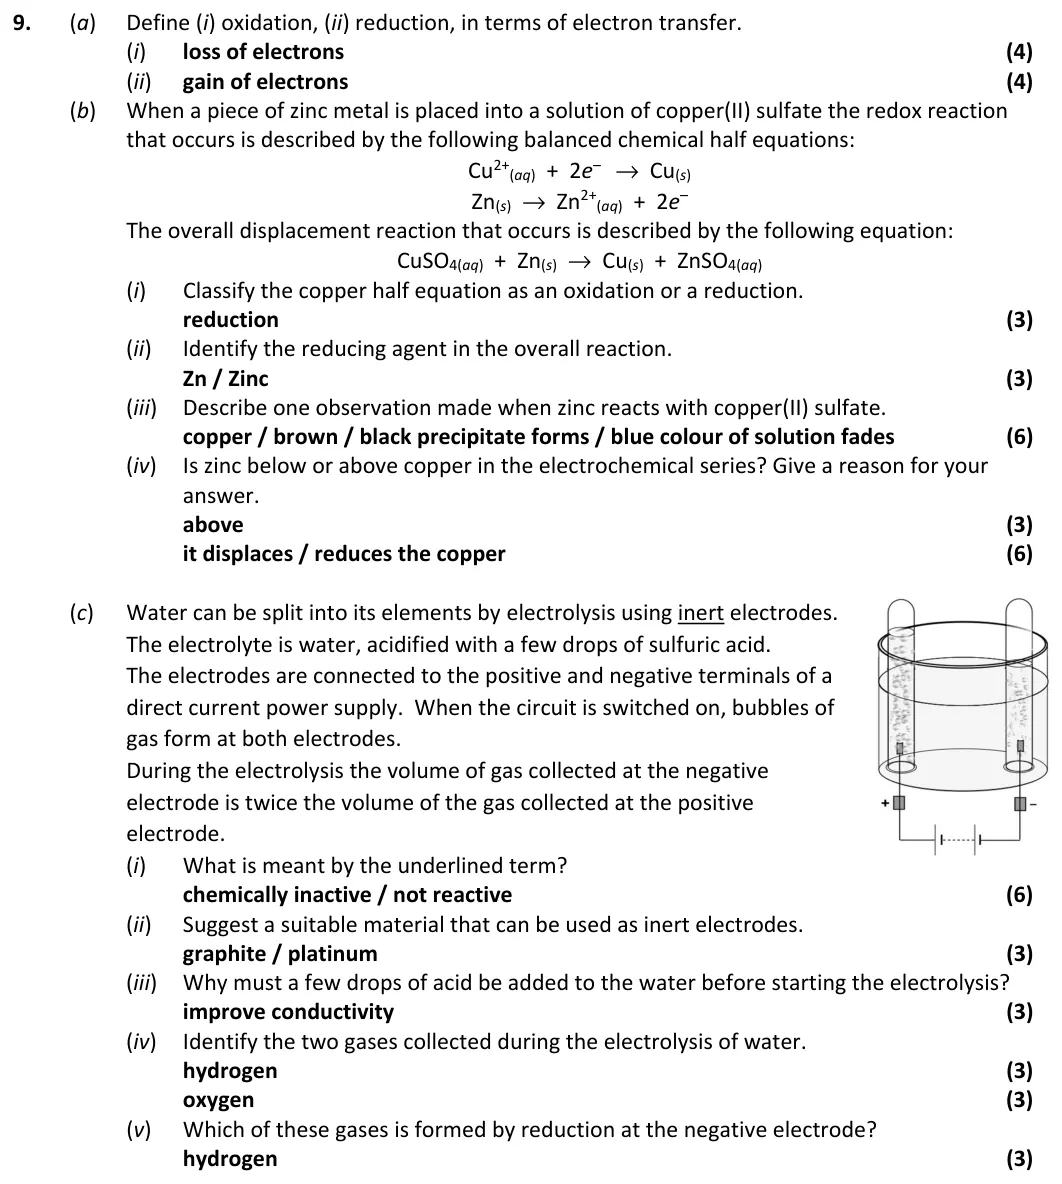 9. (a) Define (i) oxidation, (ii) reduction, in terms of electron transfer.
(i) loss of electrons (4)
(ii) gain of electrons (4)
(b) When a piece of zinc metal is placed into a solution of copper(II) sulfate the redox reaction
that occurs is described by the following balanced chemical half equations:
Cu²⁺(aq) + 2e⁻ → Cu(s)
Zn(s) → Zn²⁺(aq) + 2e⁻
The overall displacement reaction that occurs is described by the following equation:
CuSO₄(aq) + Zn(s) → Cu(s) + ZnSO₄(aq)
(i) Classify the copper half equation as an oxidation or a reduction.
reduction (3)
(ii) Identify the reducing agent in the overall reaction.
Zn / Zinc (3)
(iii) Describe one observation made when zinc reacts with copper(II) sulfate.
copper / brown / black precipitate forms / blue colour of solution fades (6)
(iv) Is zinc below or above copper in the electrochemical series? Give a reason for your
answer.
above (3)
it displaces / reduces the copper (6)
(c) Water can be split into its elements by electrolysis using inert electrodes.
The electrolyte is water, acidified with a few drops of sulfuric acid.
The electrodes are connected to the positive and negative terminals of a
direct current power supply. When the circuit is switched on, bubbles of
gas form at both electrodes.
During the electrolysis the volume of gas collected at the negative
electrode is twice the volume of the gas collected at the positive
electrode.
+ –
(i) What is meant by the underlined term?
chemically inactive / not reactive (6)
(ii) Suggest a suitable material that can be used as inert electrodes.
graphite / platinum (3)
(iii) Why must a few drops of acid be added to the water before starting the electrolysis?
improve conductivity (3)
(iv) Identify the two gases collected during the electrolysis of water.
hydrogen (3)
oxygen (3)
(v) Which of these gases is formed by reduction at the negative electrode?
hydrogen (3)